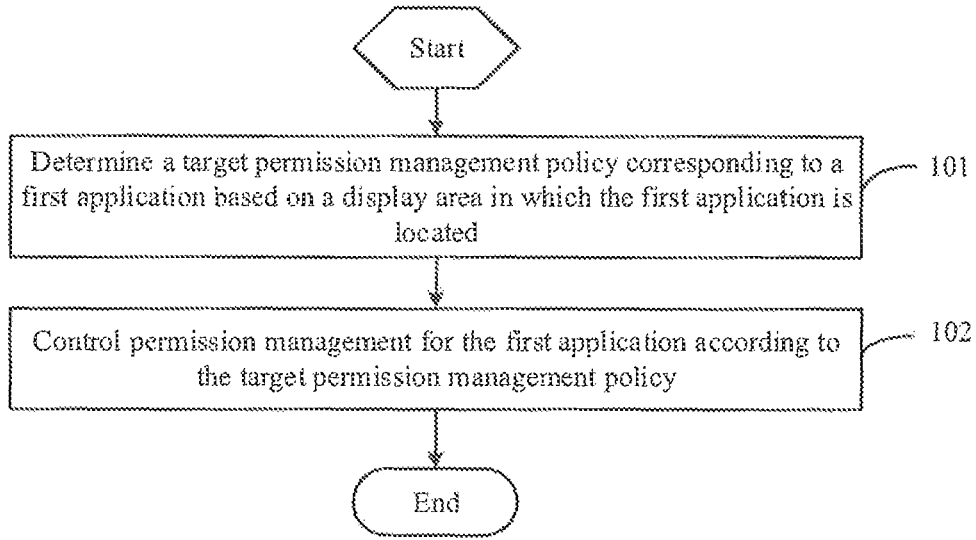 Start
Determine a target permission management policy corresponding to a
first application based on a display area in which the first application is
located
101
Control permission management for the first application according to
the target permission management policy
102
End